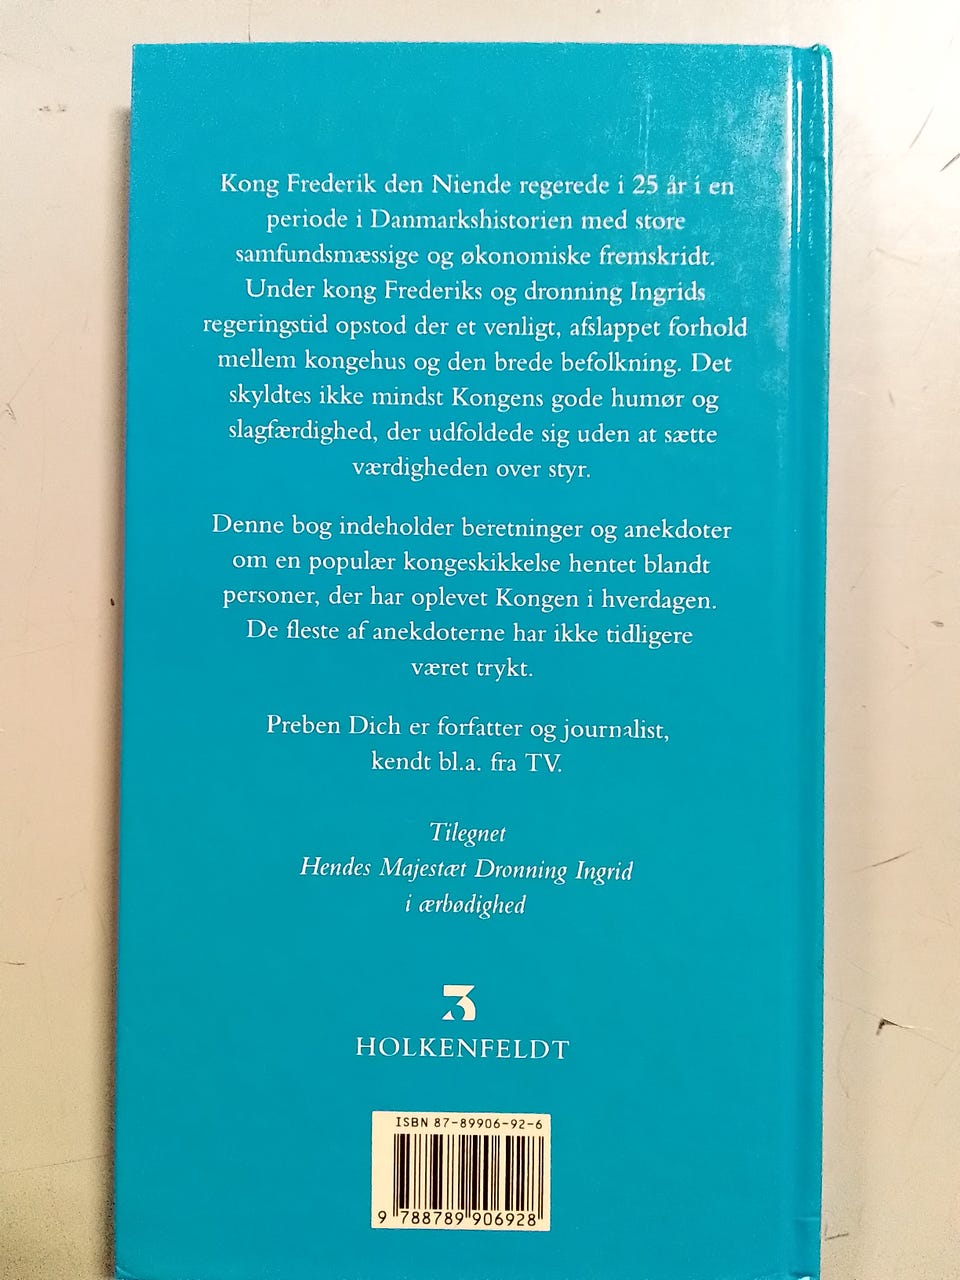 Kong Frederik den Niende regerede i 25 år i en
periode i Danmarkshistorien med store
samfundsmæssige og økonomiske fremskridt.
Under kong Frederiks og dronning Ingrids
regeringstid opstod der et venligt, afslappet forhold
mellem kongehus og den brede befolkning. Det
skyldtes ikke mindst Kongens gode humør og
slagfærdighed, der udfoldede sig uden at sætte
værdigheden over styr.
Denne bog indeholder beretninger og anekdoter
om en populær kongeskikkelse hentet blandt
personer, der har oplevet Kongen i hverdagen.
De fleste af anekdoterne har ikke tidligere
været trykt.
Preben Dich er forfatter og journalist,
kendt bl.a. fra TV.
Tilegnet
Hendes Majestæt Dronning Ingrid
i ærbødighed
3
HOLKENFELDT
ISBN 87-89906-92-6
9 788789 906928